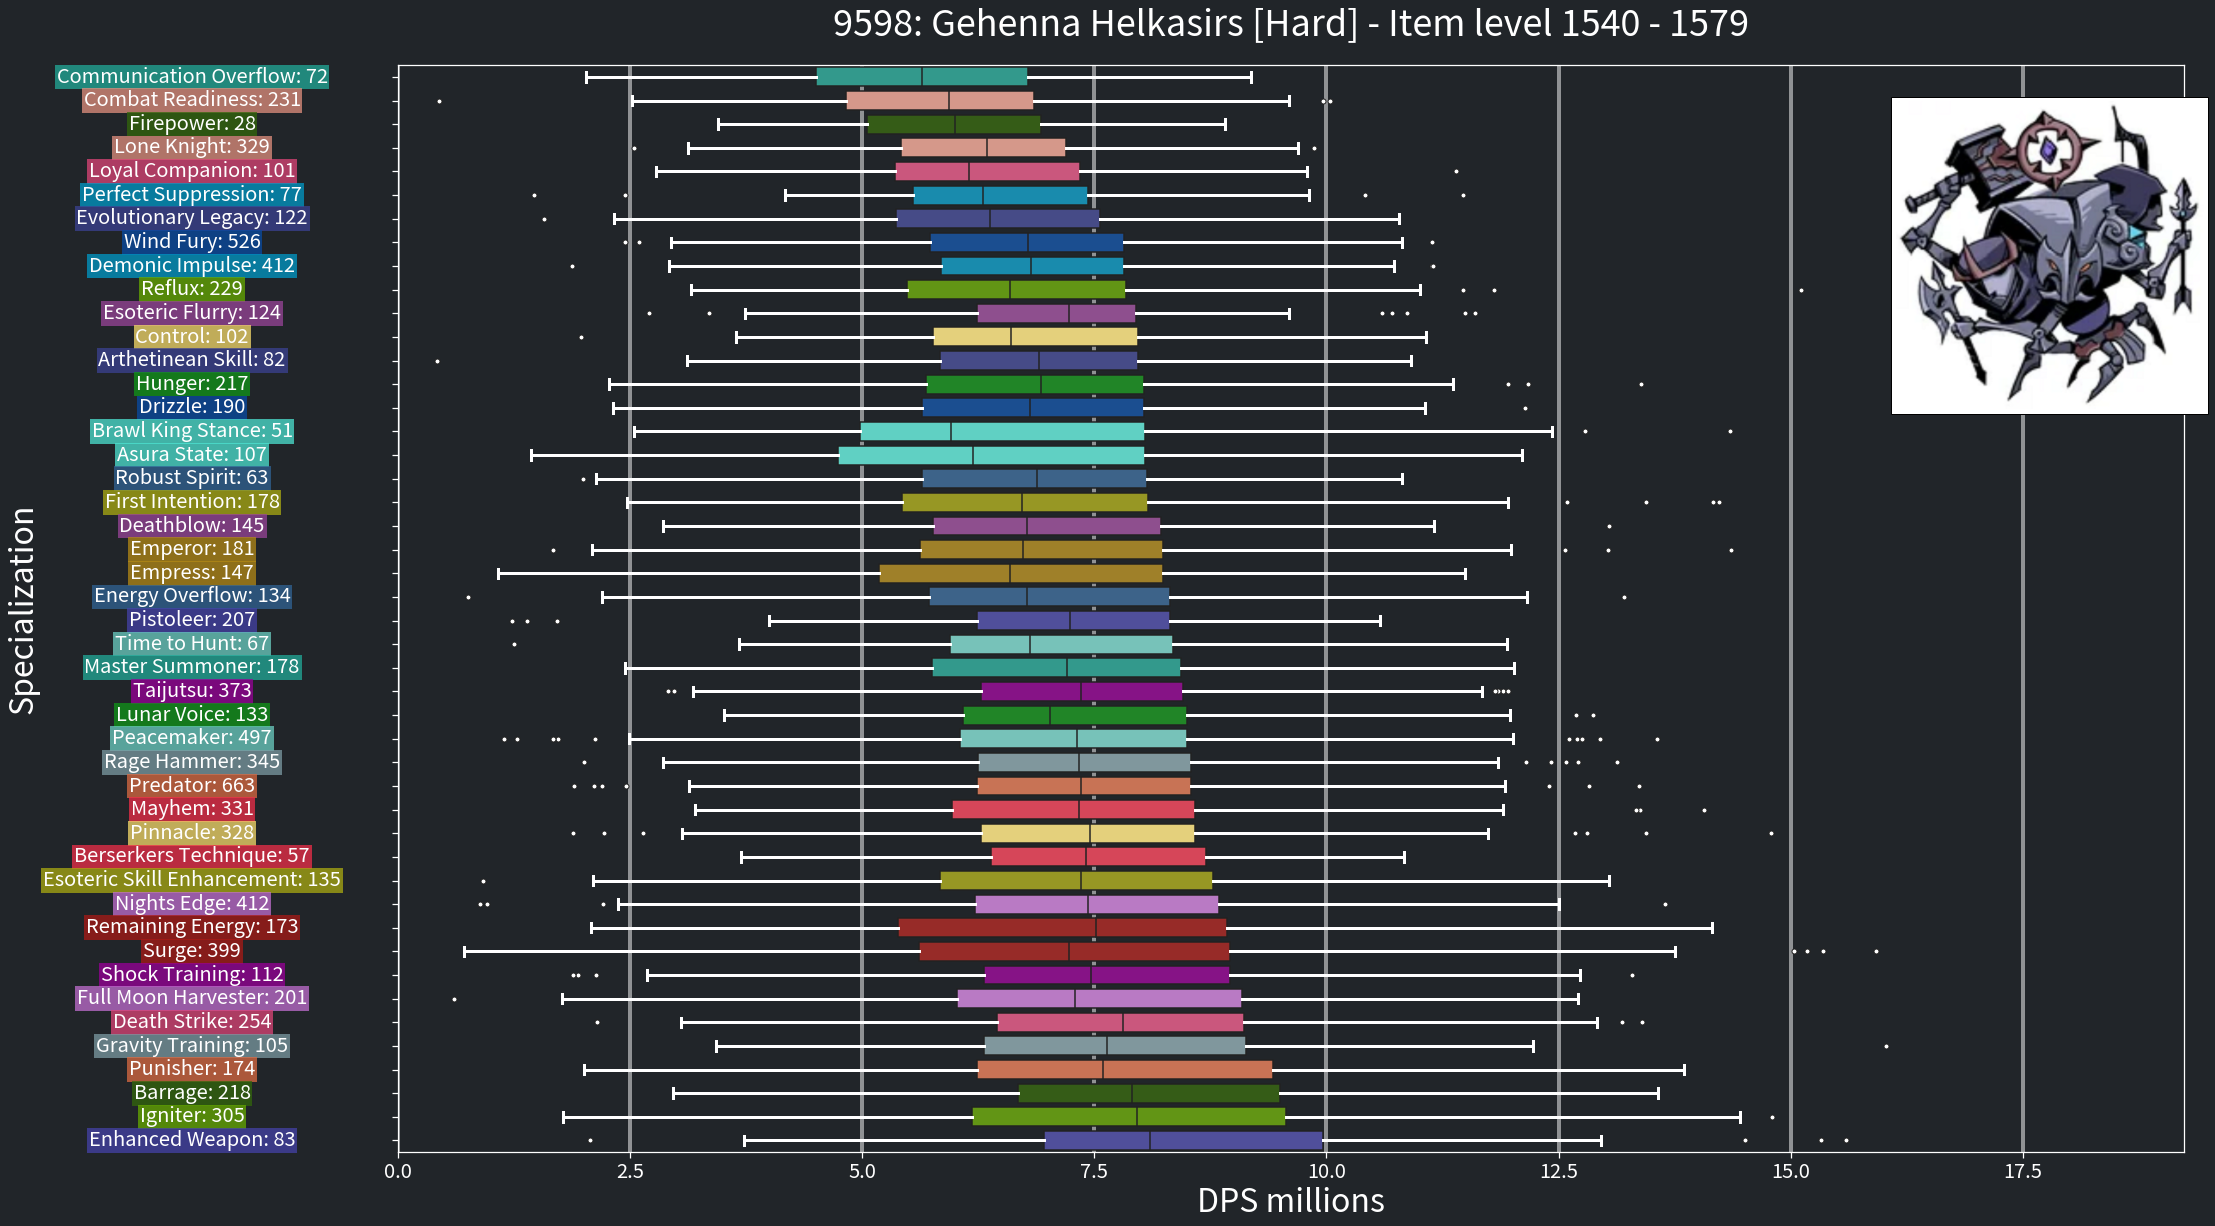 9598: Gehenna Helkasirs [Hard] - Item level 1540 - 1579
Specialization
Communication Overflow: 72
Combat Readiness: 231
Firepower: 28
Lone Knight: 329
Loyal Companion: 101
Perfect Suppression: 77
Evolutionary Legacy: 122
Wind Fury: 526
Demonic Impulse: 412
Reflux: 229
Esoteric Flurry: 124
Control: 102
Arthetinean Skill: 82
Hunger: 217
Drizzle: 190
Brawl King Stance: 51
Asura State: 107
Robust Spirit: 63
First Intention: 178
Deathblow: 145
Emperor: 181
Empress: 147
Energy Overflow: 134
Pistoleer: 207
Time to Hunt: 67
Master Summoner: 178
Taijutsu: 373
Lunar Voice: 133
Peacemaker: 497
Rage Hammer: 345
Predator: 663
Mayhem: 331
Pinnacle: 328
Berserkers Technique: 57
Esoteric Skill Enhancement: 135
Nights Edge: 412
Remaining Energy: 173
Surge: 399
Shock Training: 112
Full Moon Harvester: 201
Death Strike: 254
Gravity Training: 105
Punisher: 174
Barrage: 218
Igniter: 305
Enhanced Weapon: 83
0.0 2.5 5.0 7.5 10.0 12.5 15.0 17.5
DPS millions